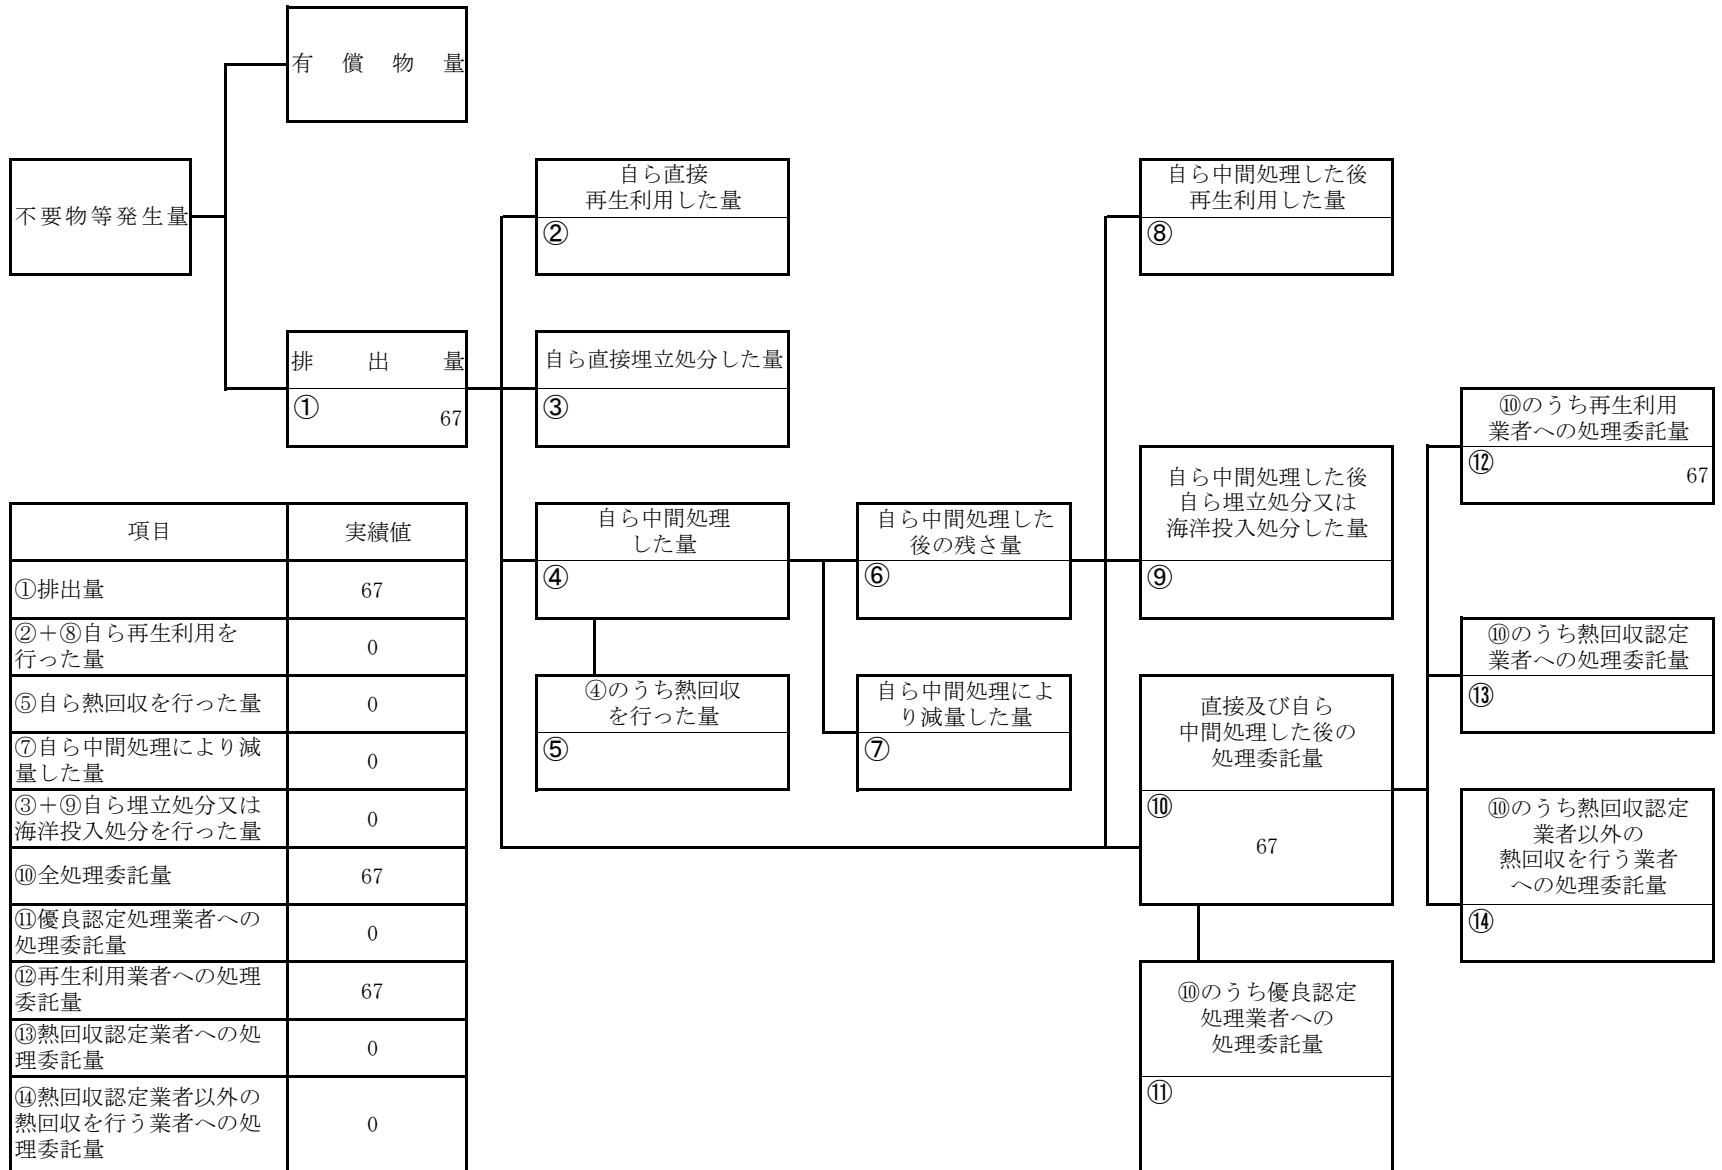 有償物量
不要物等発生量
排出量
①
67
自ら直接
再生利用した量
②
自ら直接埋立処分した量
③
自ら中間処理
した量
④
④のうち熱回収
を行った量
⑤
自ら中間処理した
後の残さ量
⑥
自ら中間処理によ
り減量した量
⑦
自ら中間処理した後
再生利用した量
⑧
自ら中間処理した後
自ら埋立処分又は
海洋投入処分した量
⑨
直接及び自ら
中間処理した後の
処理委託量
⑩
67
⑩のうち優良認定
処理業者への
処理委託量
⑪
⑩のうち再生利用
業者への処理委託量
⑫
67
⑩のうち熱回収認定
業者への処理委託量
⑬
⑩のうち熱回収認定
業者以外の
熱回収を行う業者
への処理委託量
⑭
項目 実績値
①排出量 67
②+⑧自ら再生利用を
行った量 0
⑤自ら熱回収を行った量 0
⑦自ら中間処理により減
量した量 0
③+⑨自ら埋立処分又は
海洋投入処分を行った量 0
⑩全処理委託量 67
⑪優良認定処理業者への
処理委託量 0
⑫再生利用業者への処理
委託量 67
⑬熱回収認定業者への処
理委託量 0
⑭熱回収認定業者以外の
熱回収を行う業者への処 0
理委託量